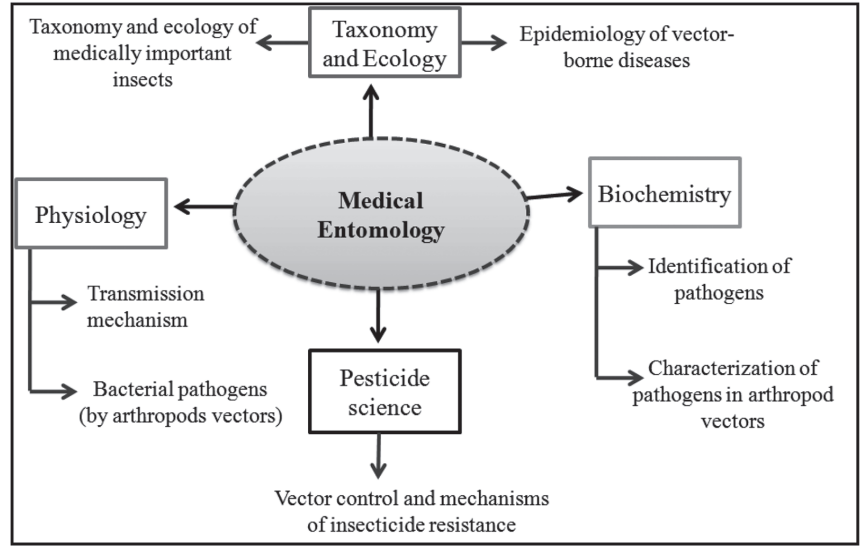 Taxonomy and ecology of
medically important
insects
Taxonomy
and Ecology
Epidemiology of vector-
borne diseases
Medical
Entomology
Physiology
Transmission
mechanism
Bacterial pathogens
(by arthropods vectors)
Biochemistry
Identification of
pathogens
Characterization of
pathogens in arthropod
vectors
Pesticide
science
Vector control and mechanisms
of insecticide resistance